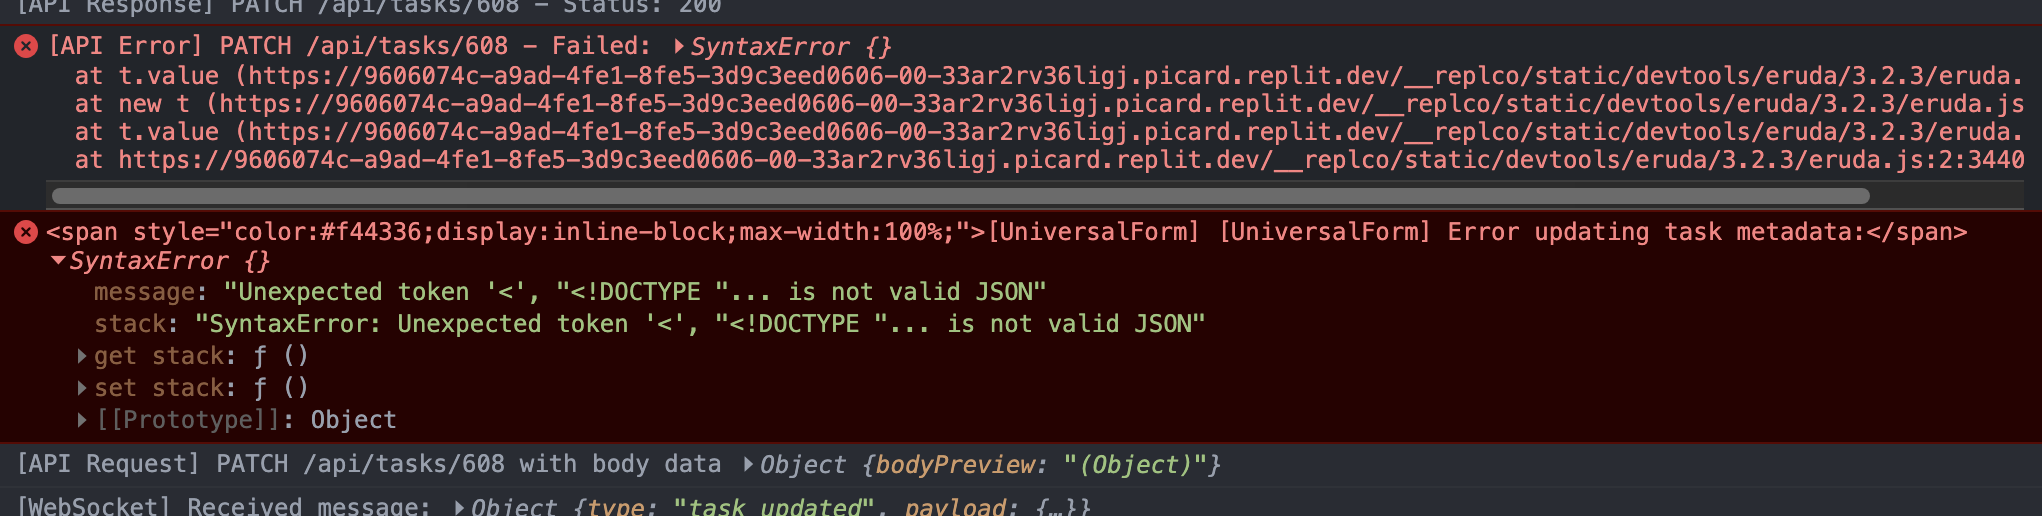 [API Response] PATCH /api/tasks/608 – Status: 200
[API Error] PATCH /api/tasks/608 – Failed: ▶SyntaxError {}
at t.value (https://9606074c-a9ad-4fe1-8fe5-3d9c3eed0606-00-33ar2rv36ligj.picard.replit.dev/__replco/static/devtools/eruda/3.2.3/eruda.
at new t (https://9606074c-a9ad-4fe1-8fe5-3d9c3eed0606-00-33ar2rv36ligj.picard.replit.dev/__replco/static/devtools/eruda/3.2.3/eruda.js
at t.value (https://9606074c-a9ad-4fe1-8fe5-3d9c3eed0606-00-33ar2rv36ligj.picard.replit.dev/__replco/static/devtools/eruda/3.2.3/eruda.
at https://9606074c-a9ad-4fe1-8fe5-3d9c3eed0606-00-33ar2rv36ligj.picard.replit.dev/__replco/static/devtools/eruda/3.2.3/eruda.js:2:3440
<span style="color:#f44336;display:inline-block;max-width:100%;">[UniversalForm] [UniversalForm] Error updating task metadata:</span>
▼SyntaxError {}
message: "Unexpected token '<', "<!DOCTYPE "... is not valid JSON"
stack: "SyntaxError: Unexpected token '<', "<!DOCTYPE "... is not valid JSON"
▶get stack: ƒ ()
▶set stack: ƒ ()
▶[[Prototype]]: Object
[API Request] PATCH /api/tasks/608 with body data ▶Object {bodyPreview: "(Object)"}
[WebSocket] Received message: ▶Object {type: "task_updated", payload: {…}}